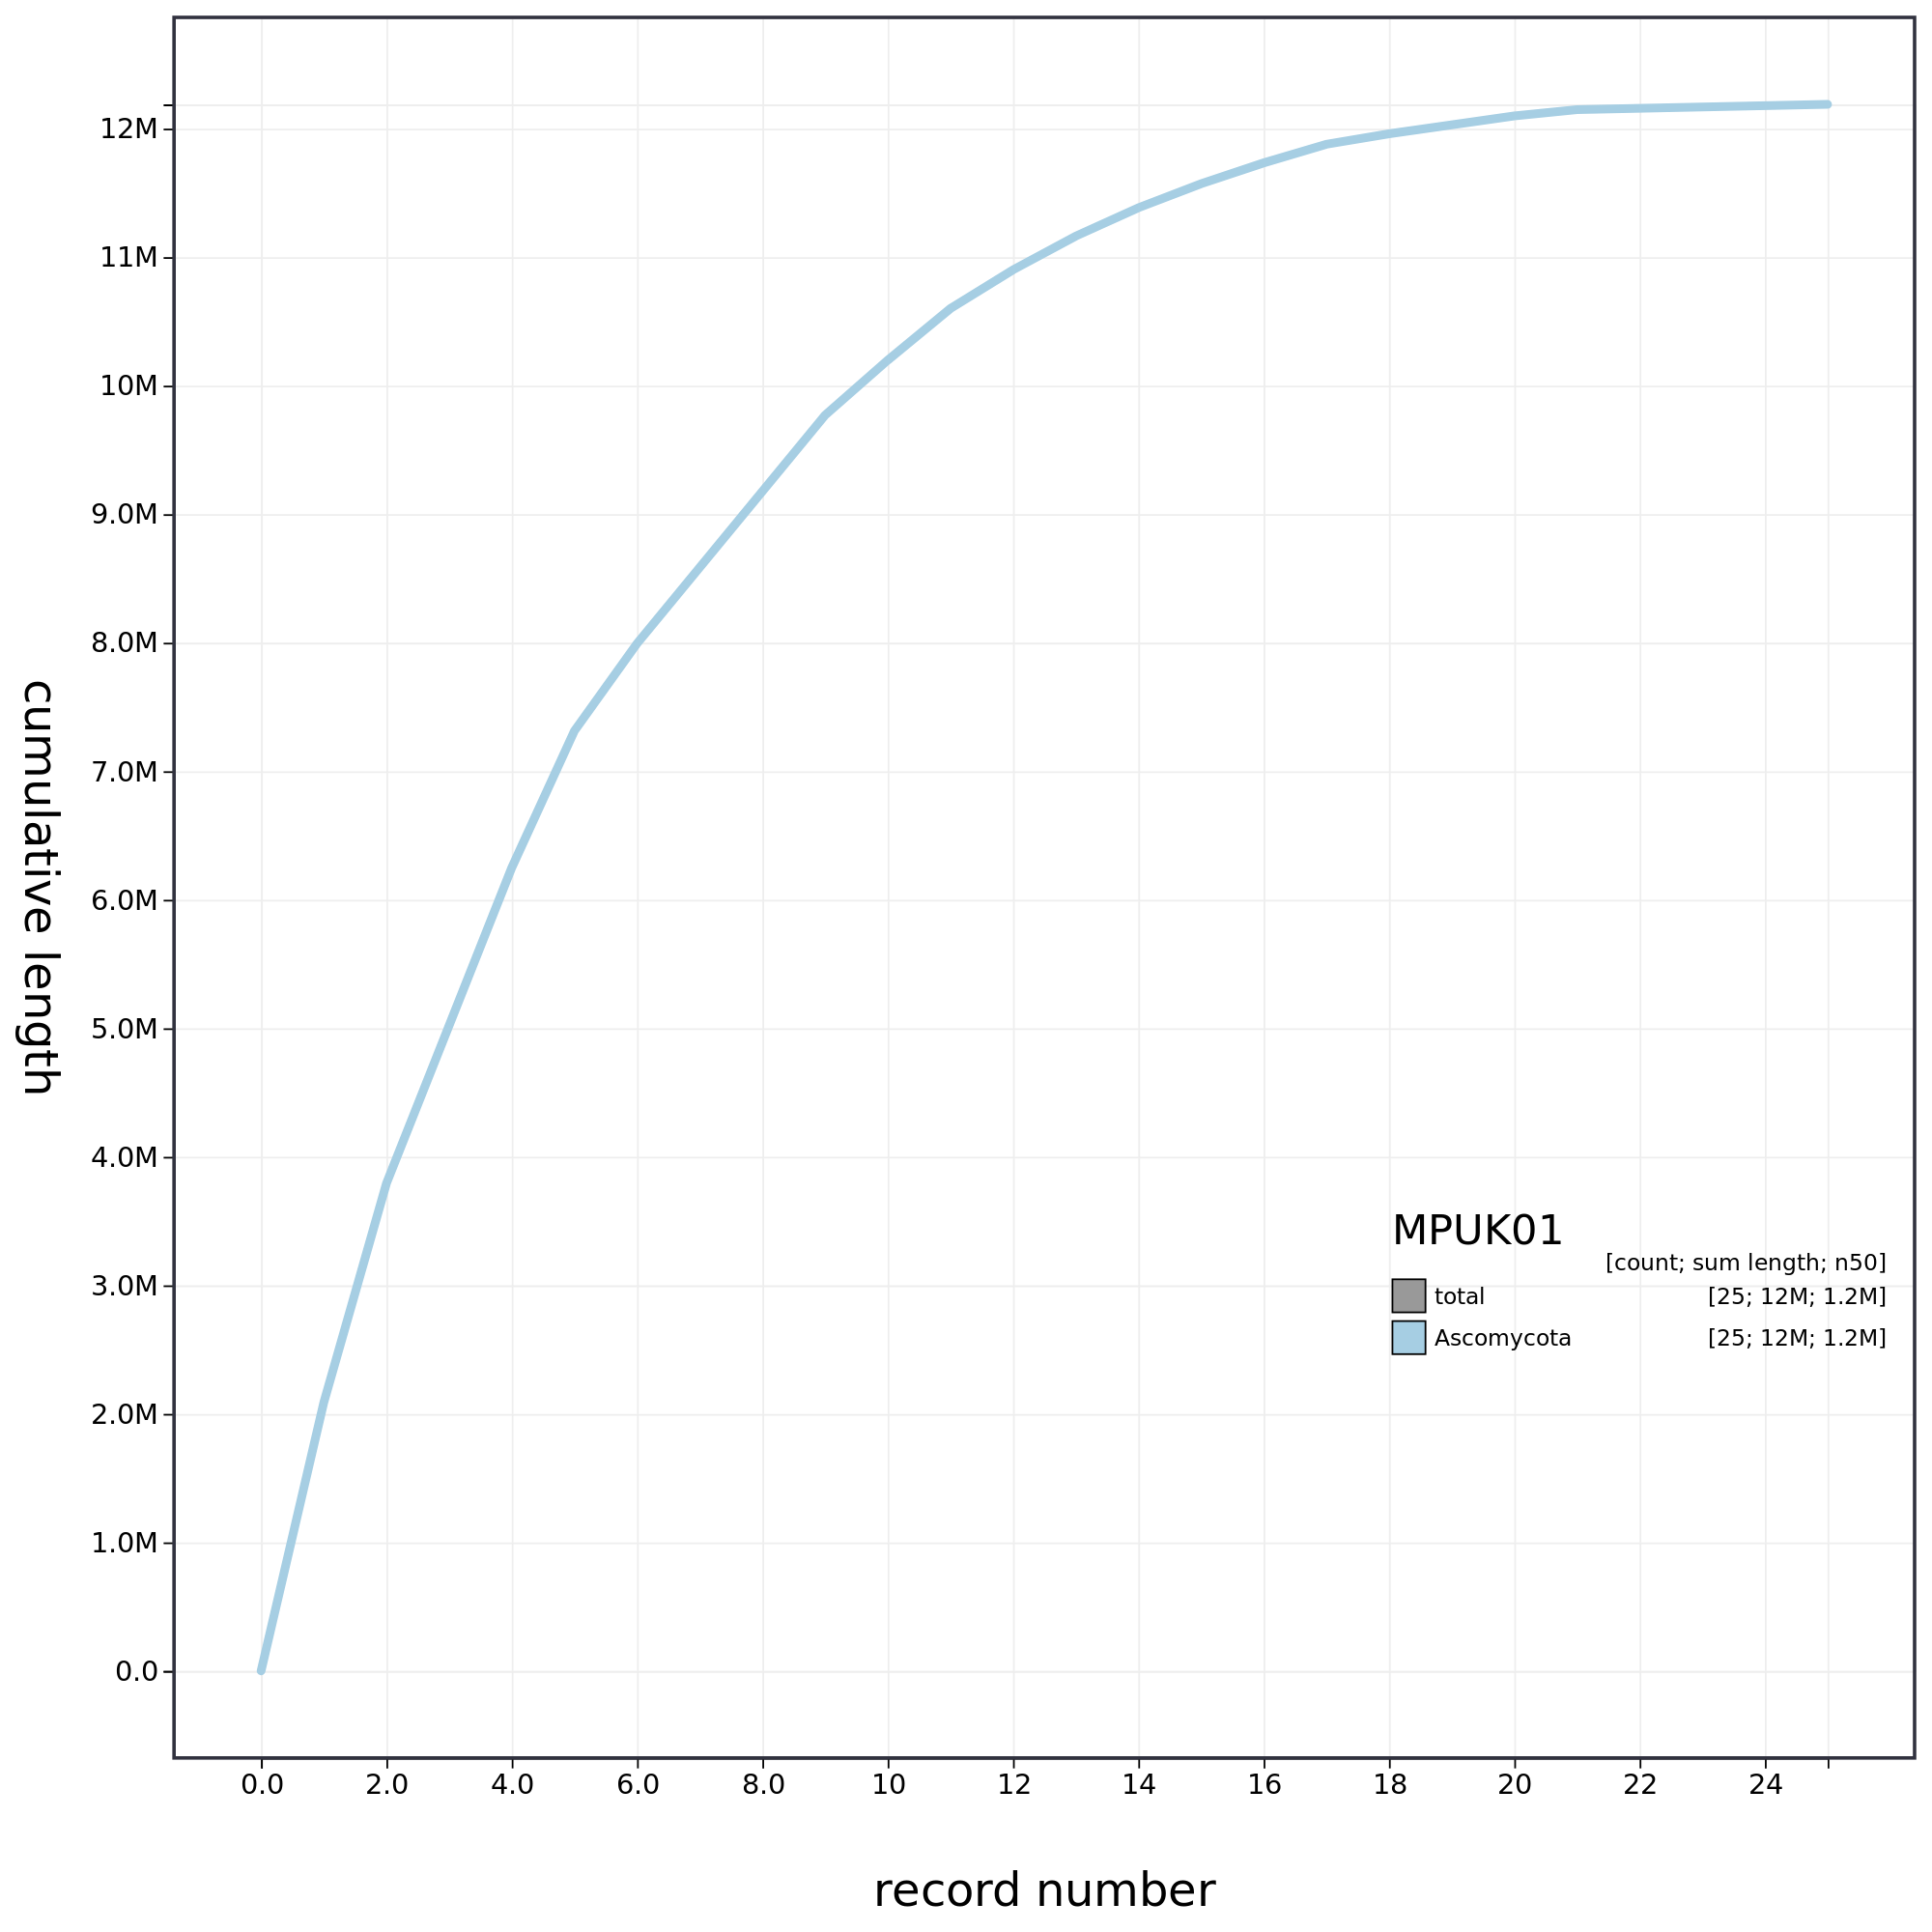 12M
11M
10M
9.0M
8.0M
7.0M
6.0M
5.0M
4.0M
3.0M
2.0M
1.0M
0.0
cumulative length
MPUK01
[count; sum length; n50]
total [25; 12M; 1.2M]
Ascomycota [25; 12M; 1.2M]
0.0 2.0 4.0 6.0 8.0 10 12 14 16 18 20 22 24
record number